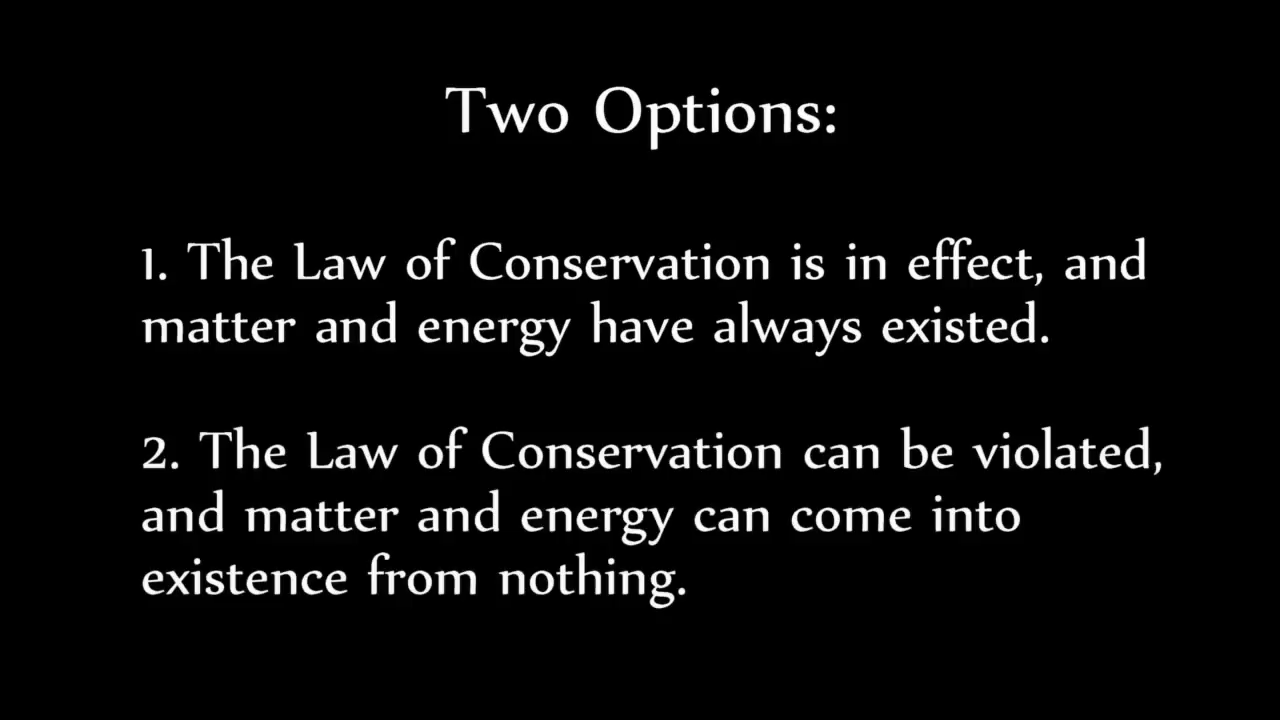 Two Options:
1. The Law of Conservation is in effect, and
matter and energy have always existed.
2. The Law of Conservation can be violated,
and matter and energy can come into
existence from nothing.